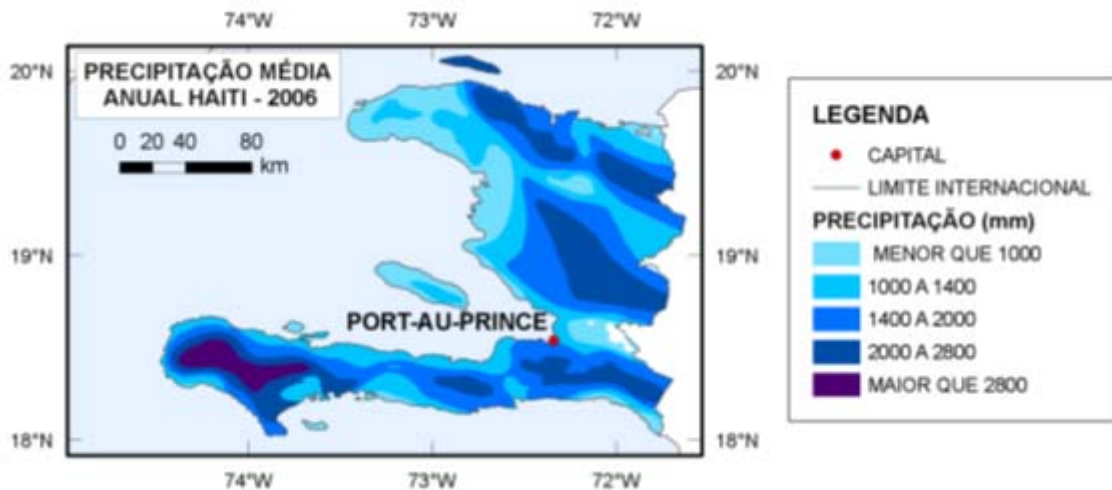 74°W 73°W 72°W
20°N 20°N
PRECIPITAÇÃO MÉDIA
ANUAL HAITI - 2006
0 20 40 80
km
19°N 19°N
PORT-AU-PRINCE
18°N 18°N
74°W 73°W 72°W
LEGENDA
CAPITAL
LIMITE INTERNACIONAL
PRECIPITAÇÃO (mm)
MENOR QUE 1000
1000 A 1400
1400 A 2000
2000 A 2800
MAIOR QUE 2800